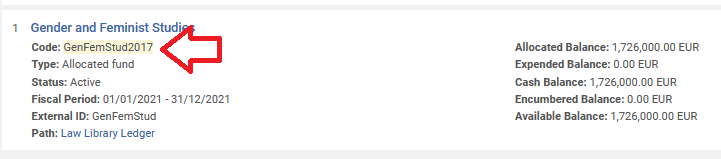 1 Gender and Feminist Studies
Code: GenFemStud2017
Type: Allocated fund
Status: Active
Fiscal Period: 01/01/2021 - 31/12/2021
External ID: GenFemStud
Path: Law Library Ledger
Allocated Balance: 1,726,000.00 EUR
Expended Balance: 0.00 EUR
Cash Balance: 1,726,000.00 EUR
Encumbered Balance: 0.00 EUR
Available Balance: 1,726,000.00 EUR